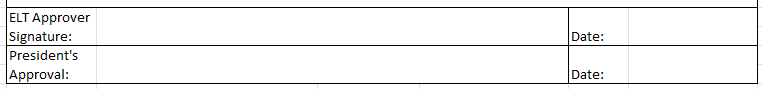 ELT Approver
Signature: Date:
President's
Approval: Date: